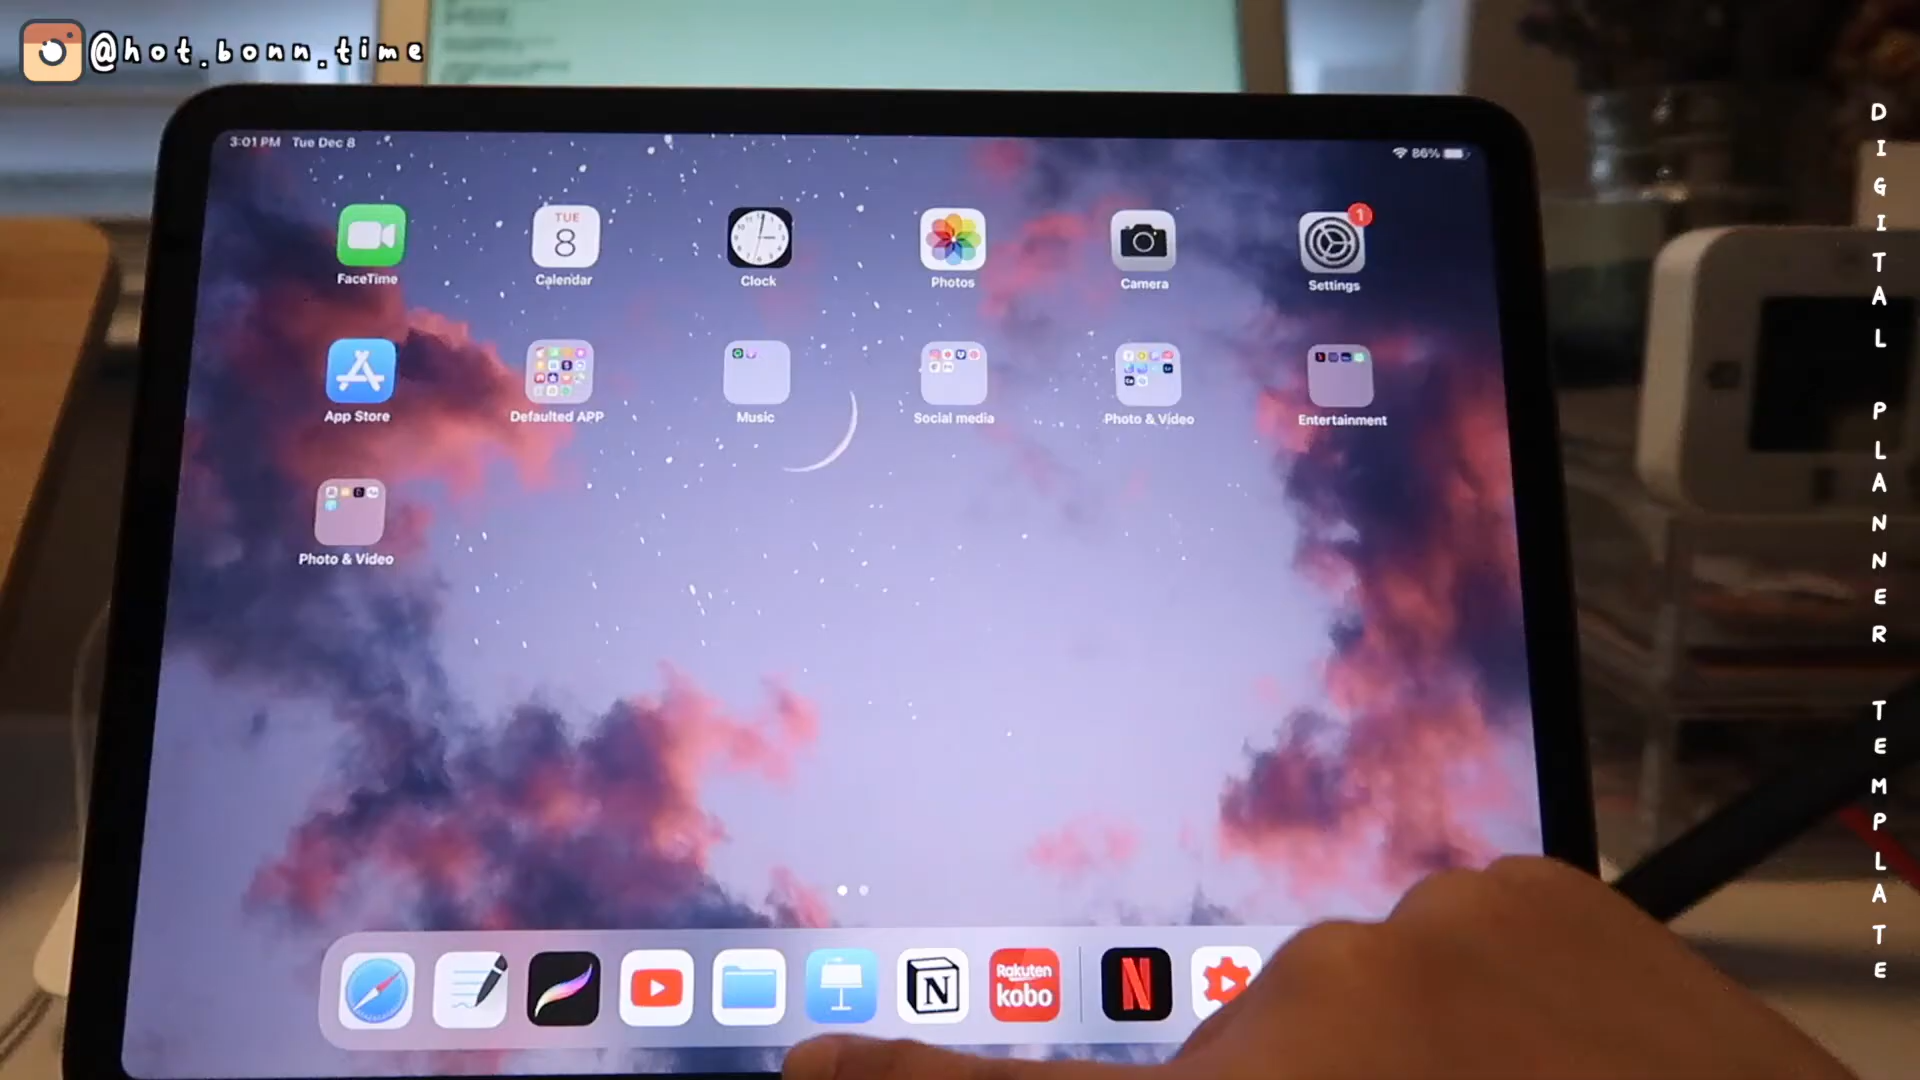 @hot.bonn.time
3:01 PM Tue Dec 8
86%
FaceTime
TUE
8
Calendar
Clock
Photos
Camera
1
Settings
App Store
Defaulted APP
Music
Social media
Photo & Video
Entertainment
Photo & Video
N
Rakuten
kobo
N
DIGITAL PLANNER TEMPLATE